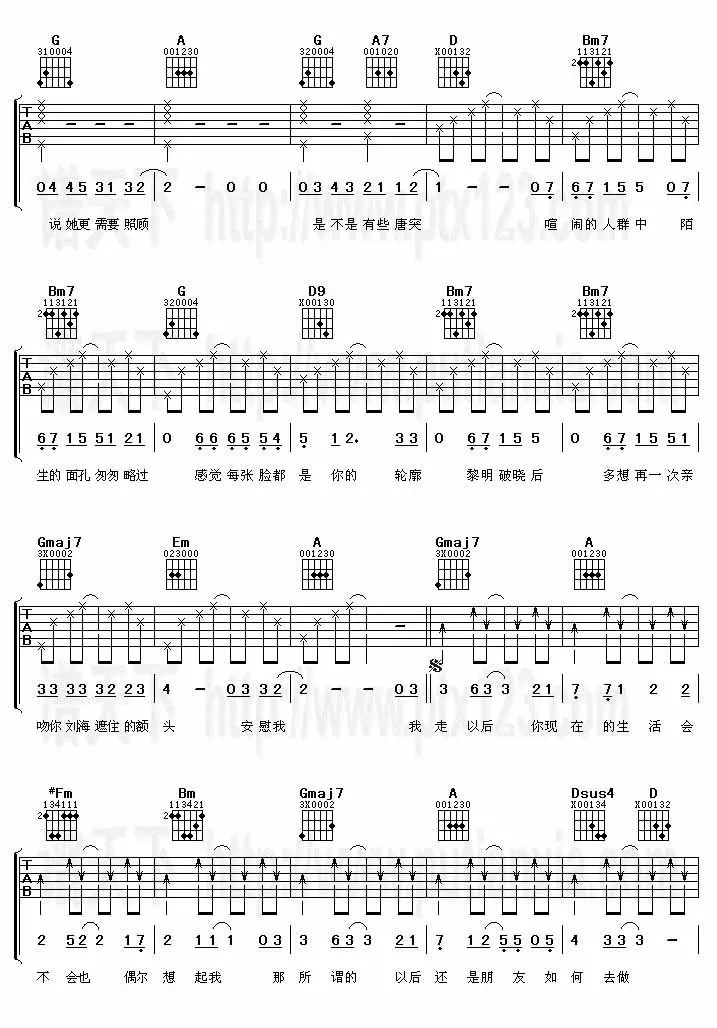 G A G A7 D Bm7
310004 001230 320004 001020 X00132 113121
2
T
A
B
04 45 31 32 2 - 0 0 03 43 21 12 1 - - 07 67 15 5 07
说她更需要照顾 是不是有些唐突 喧闹的人群中 陌
Bm7 G D9 Bm7 Bm7
113121 320004 X00130 113121 113121
2 2 2
T
A
B
67 15 51 21 0 66 65 54 5 12. 33 0 67 15 5 0 67 15 51
生的面孔匆匆略过 感觉每张脸都是你的轮廓 黎明破晓后 多想再一次亲
Gmaj7 Em A Gmaj7 A
3X0002 023000 001230 3X0002 001230
T
A
B
33 33 32 23 4 - 03 32 2 - - 03 3 63 3 21 7 71 2 2
吻你刘海遮住的额头 安慰我 我走以后你现在的生活会
#Fm Bm Gmaj7 A Dsus4 D
134111 113421 3X0002 001230 X00134 X00132
2 2
T
A
B
2 52 2 17 2 11 1 03 3 63 3 21 7 12 55 05 4 33 3 -
不会也偶尔想起我 那所谓的以后还是朋友如何去做